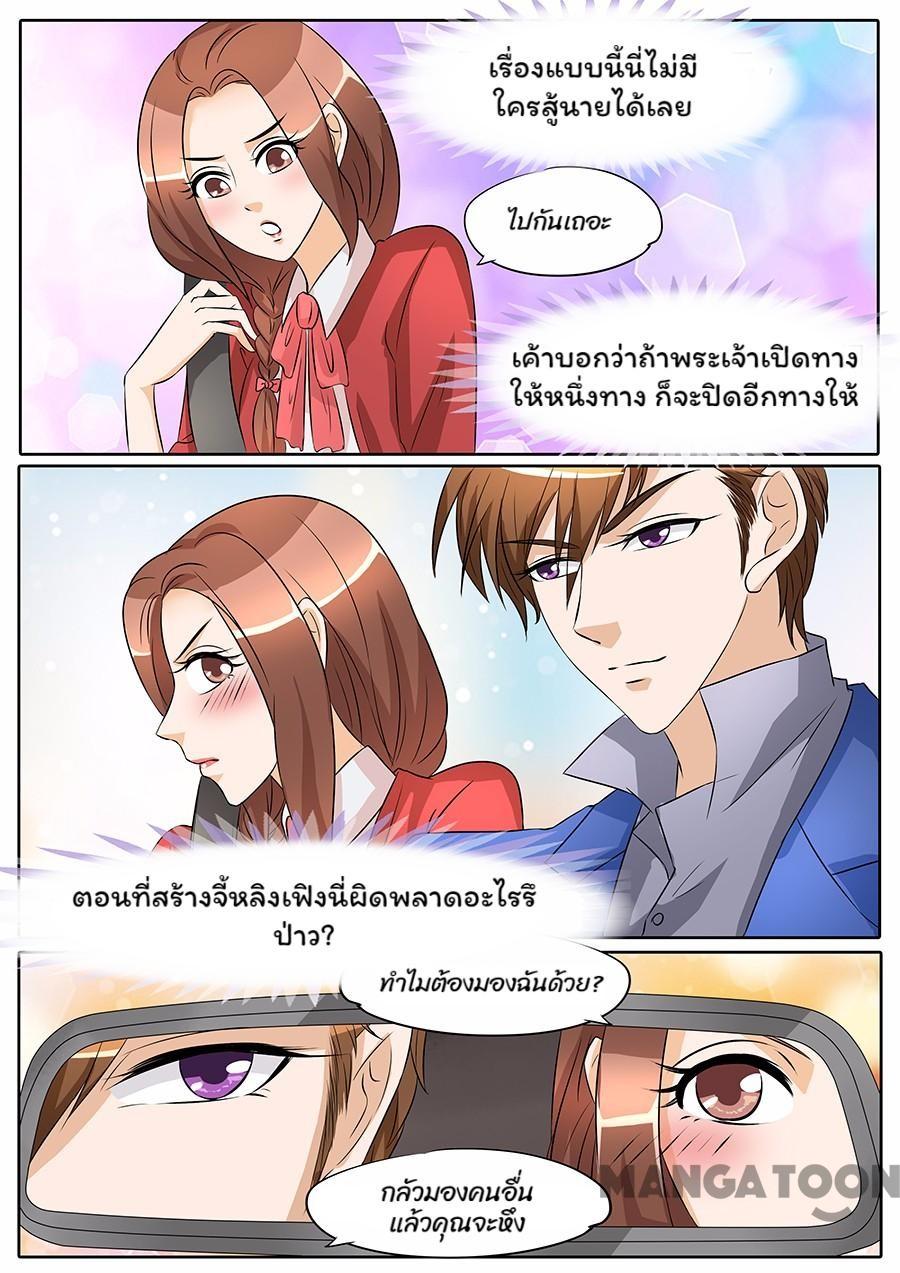 เรื่องแบบนี้นี่ไม่มี
ใครสู้นายได้เลย
ไปกันเถอะ
เค้าบอกว่าถ้าพระเจ้าเปิดทาง
ให้หนึ่งทาง ก็จะปิดอีกทางให้
ตอนที่สร้างจี้หลิงเฟิงนี่ผิดพลาดอะไรรึ
ป่าว?
ทำไมต้องมองฉันด้วย?
กลัวมองคนอื่น
แล้วคุณจะหึง
MANGATOON